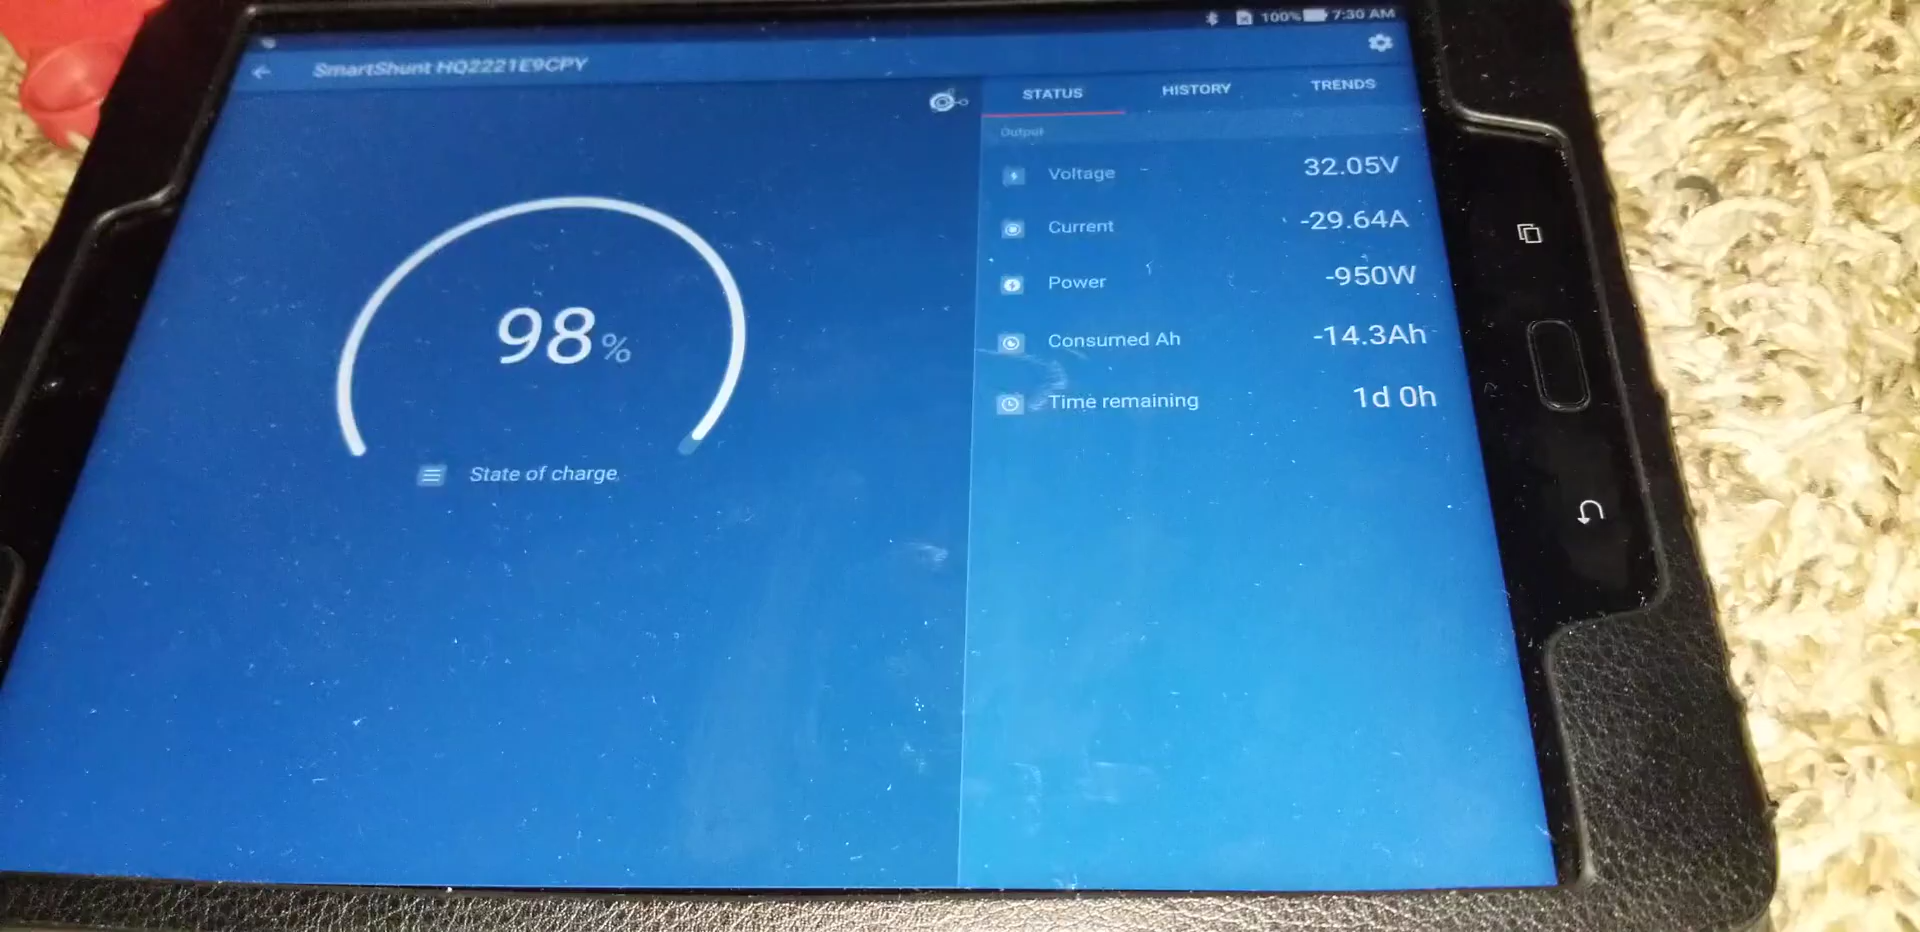 100% 7:30 AM
SmartShunt HQ2221E9CPY
STATUS HISTORY TRENDS
Output
Voltage 32.05V
Current -29.64A
Power -950W
Consumed Ah -14.3Ah
Time remaining 1d 0h
98%
State of charge